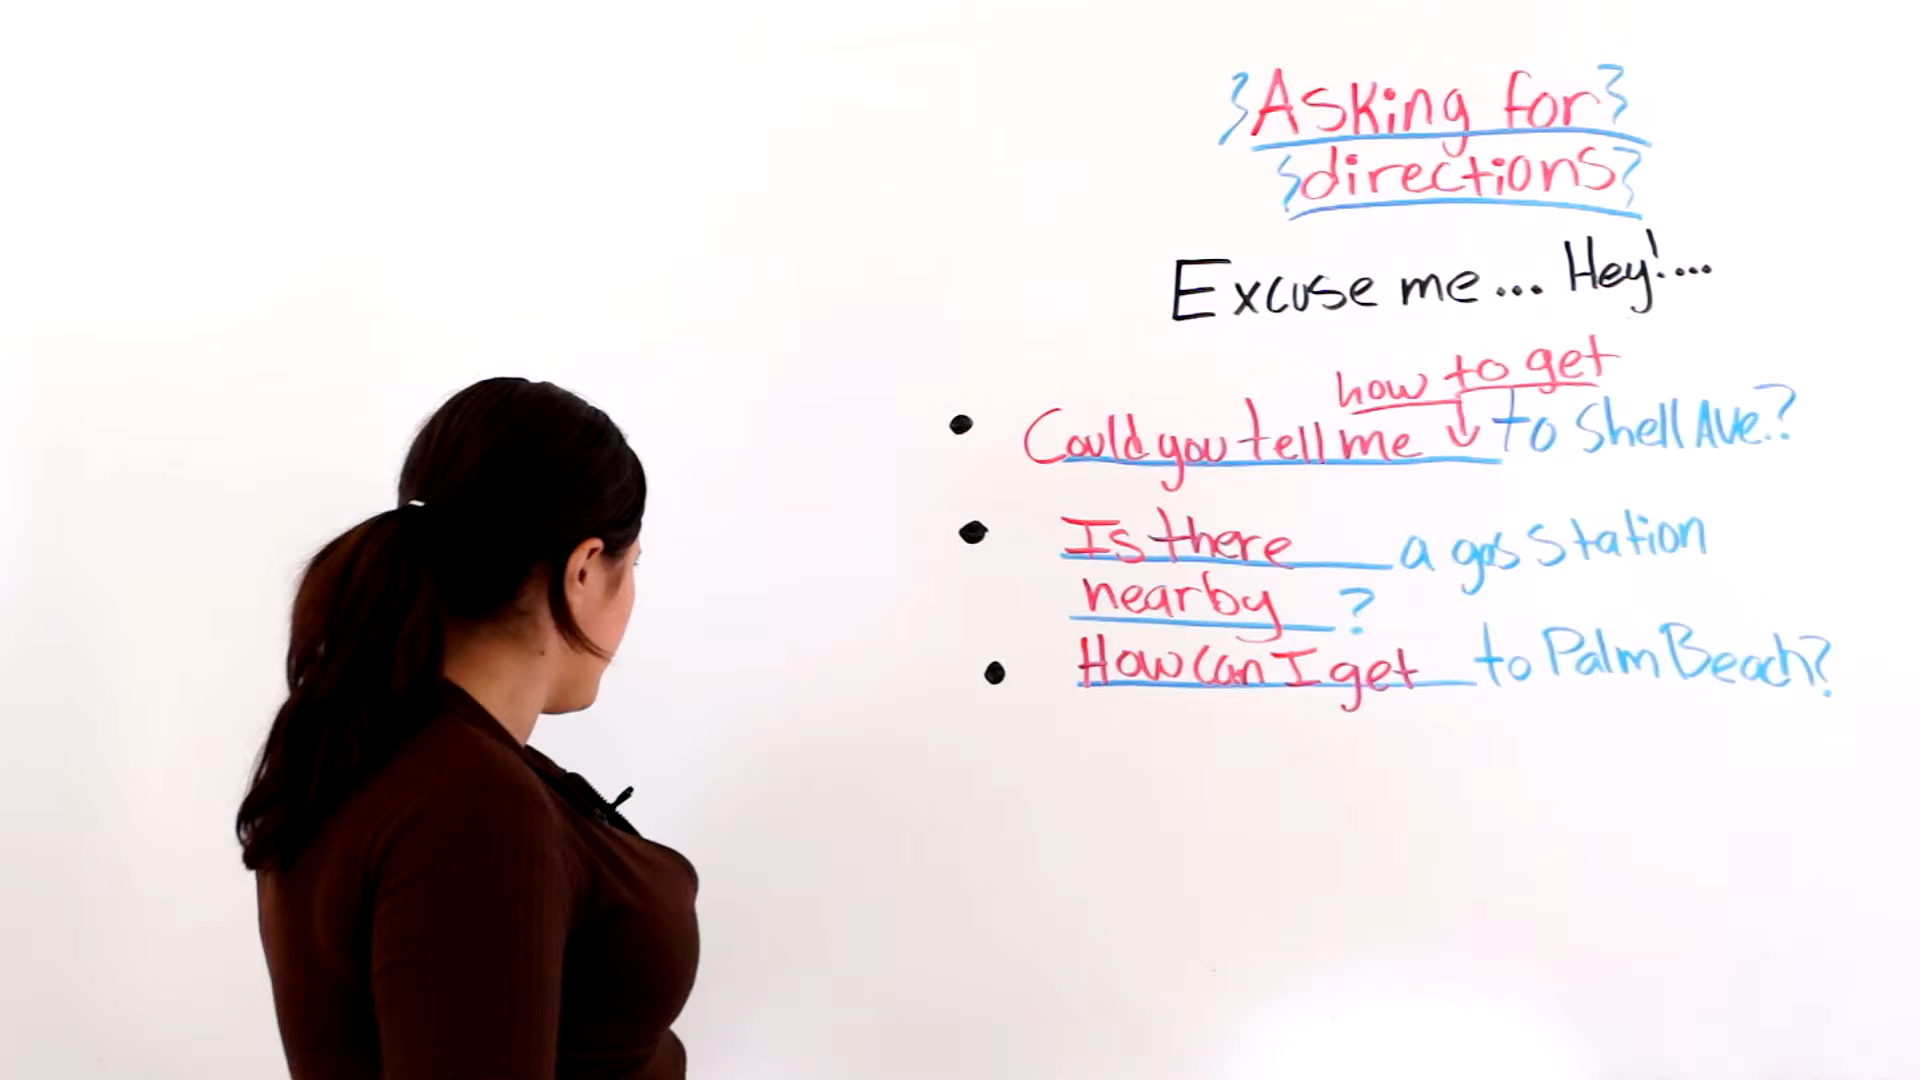 Asking for
directions
Excuse me... Hey!...
how to get
Could you tell me ↓ to Shell Ave.?
Is there a gas station
nearby ?
How Can I get to Palm Beach?